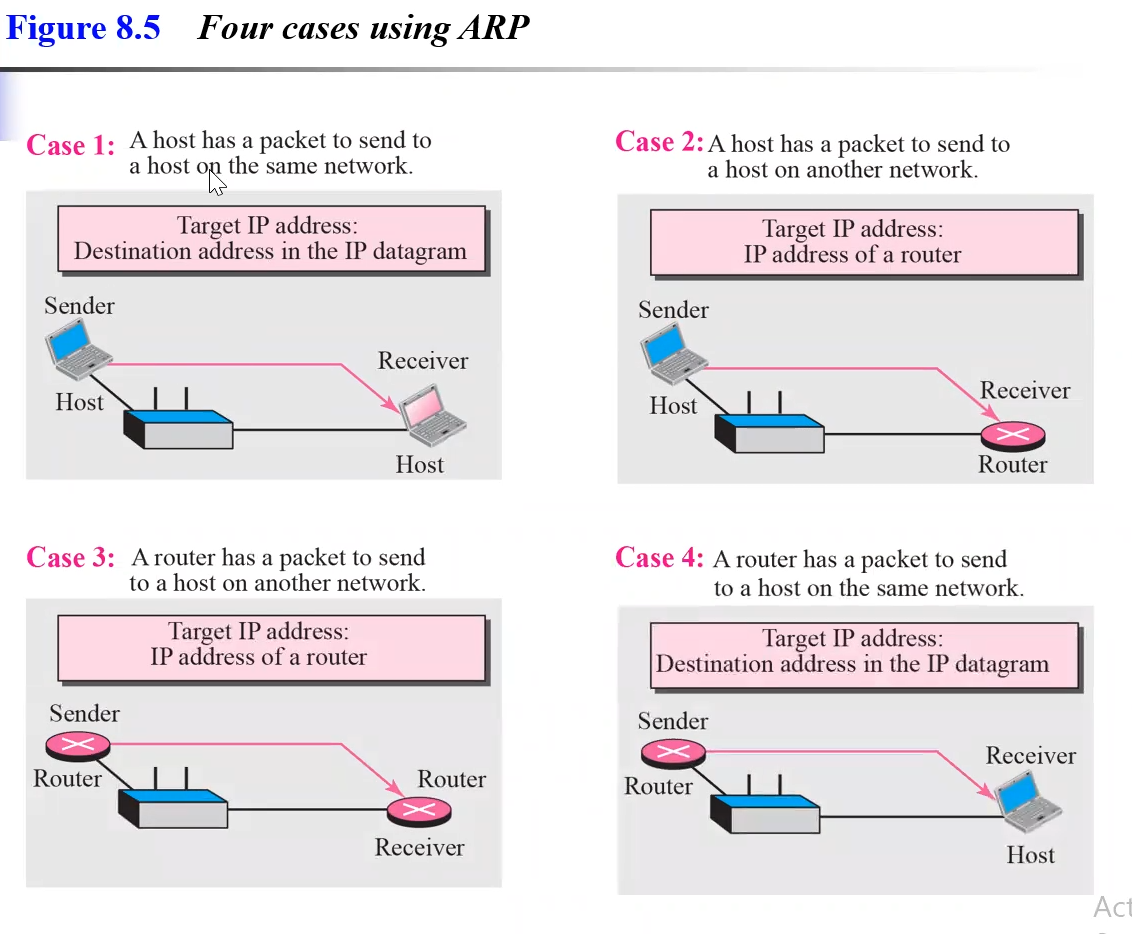 Figure 8.5 Four cases using ARP
Case 1: A host has a packet to send to
a host on the same network.
Target IP address:
Destination address in the IP datagram
Sender
Host
Receiver
Host
Case 2: A host has a packet to send to
a host on another network.
Target IP address:
IP address of a router
Sender
Host
Receiver
Router
Case 3: A router has a packet to send
to a host on another network.
Target IP address:
IP address of a router
Sender
Router
Router
Receiver
Case 4: A router has a packet to send
to a host on the same network.
Target IP address:
Destination address in the IP datagram
Sender
Router
Receiver
Host
Act